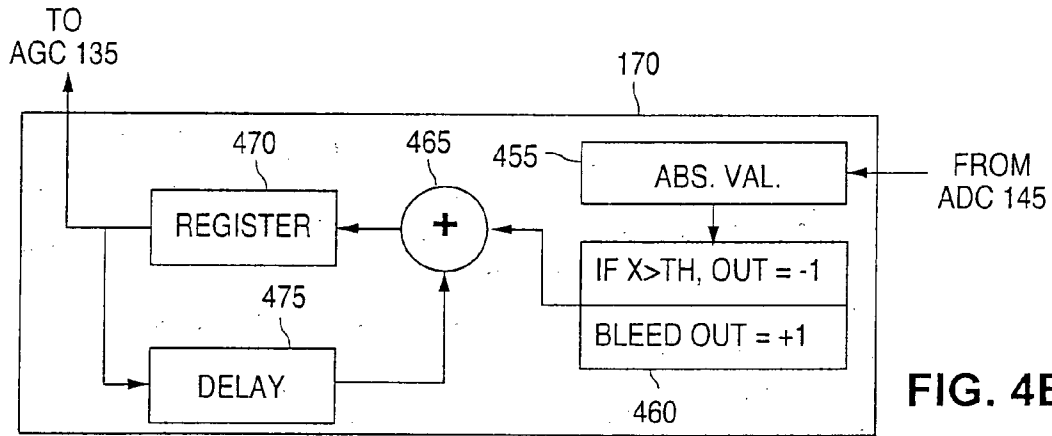 TO
AGC 135
170
465
470
455
ABS. VAL.
FROM
ADC 145
REGISTER
+
IF X>TH, OUT = -1
475
BLEED OUT = +1
DELAY
460
FIG. 4B